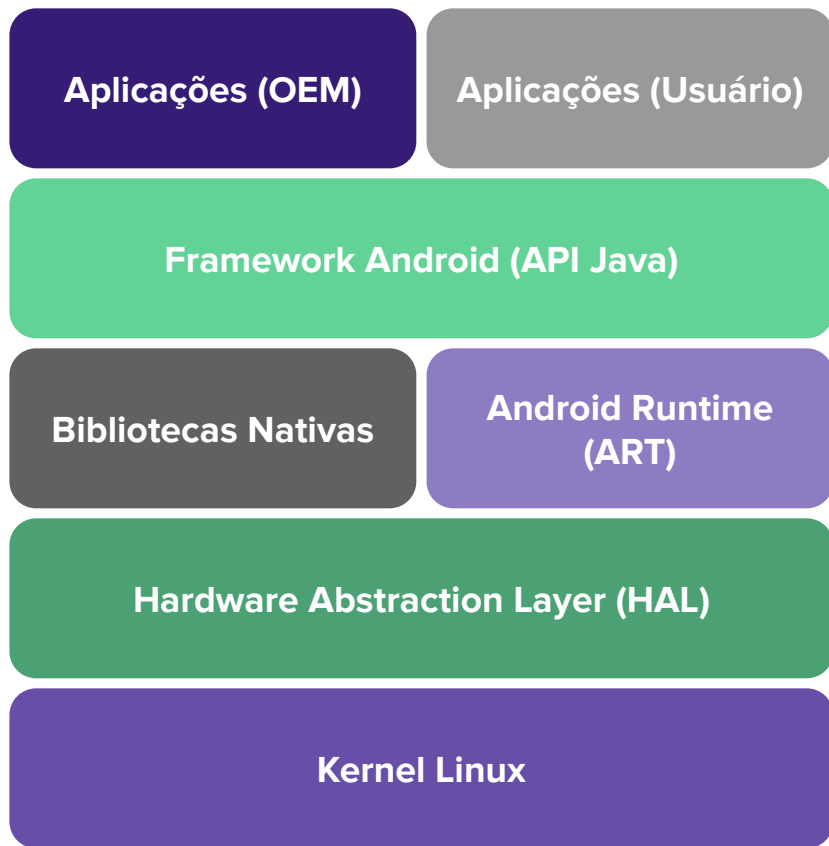 Aplicações (OEM)
Aplicações (Usuário)
Framework Android (API Java)
Bibliotecas Nativas
Android Runtime
(ART)
Hardware Abstraction Layer (HAL)
Kernel Linux